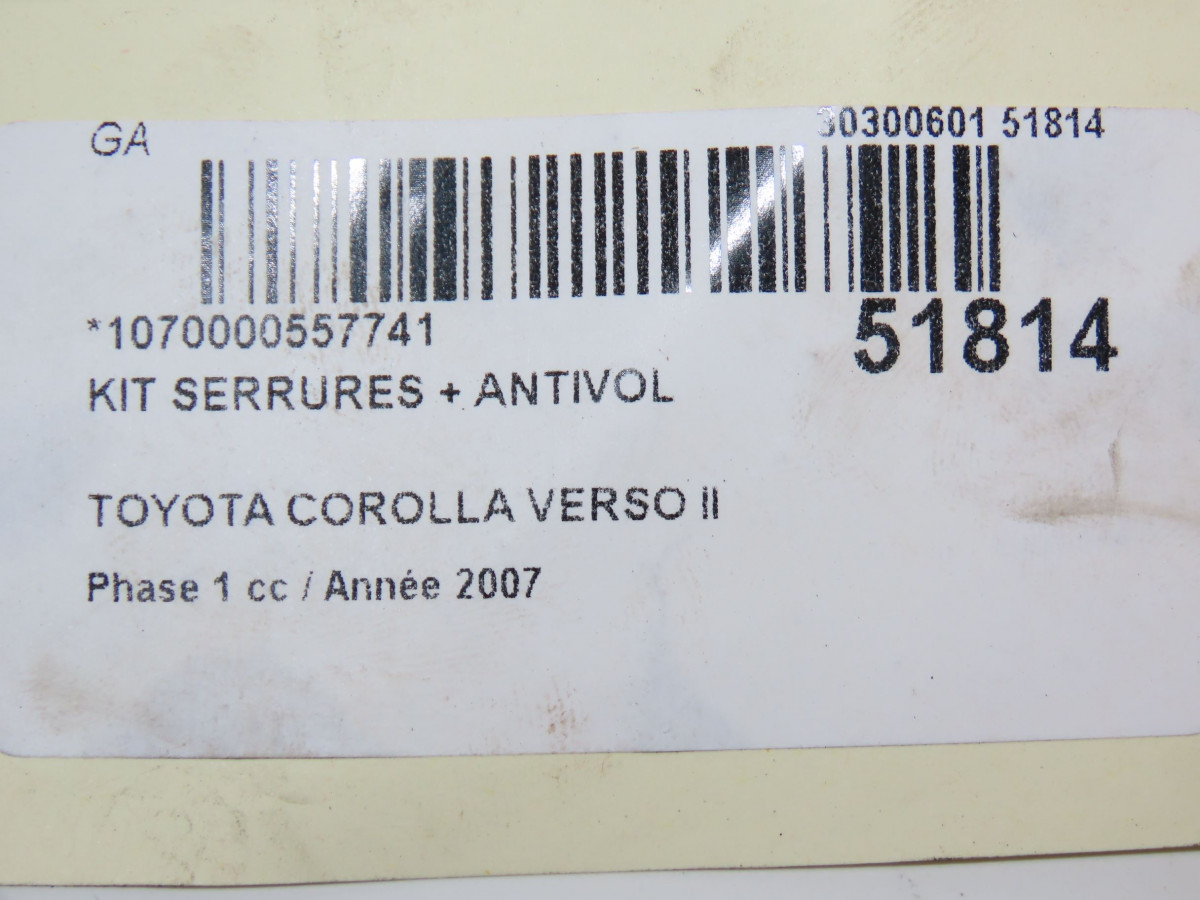 GA
30300601 51814
*1070000557741
51814
KIT SERRURES + ANTIVOL
TOYOTA COROLLA VERSO II
Phase 1 cc / Année 2007